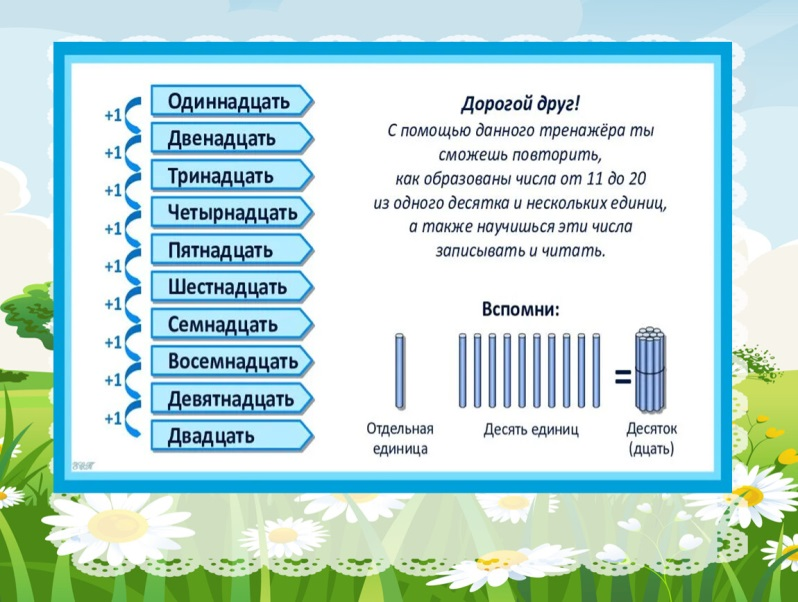 Одиннадцать
Двенадцать
Тринадцать
Четырнадцать
Пятнадцать
Шестнадцать
Семнадцать
Восемнадцать
Девятнадцать
Двадцать
+1
+1
+1
+1
+1
+1
+1
+1
+1
Дорогой друг!
С помощью данного тренажёра ты
сможешь повторить,
как образованы числа от 11 до 20
из одного десятка и нескольких единиц,
а также научишься эти числа
записывать и читать.
Вспомни:
=
Отдельная
единица
Десять единиц
Десяток
(дцать)